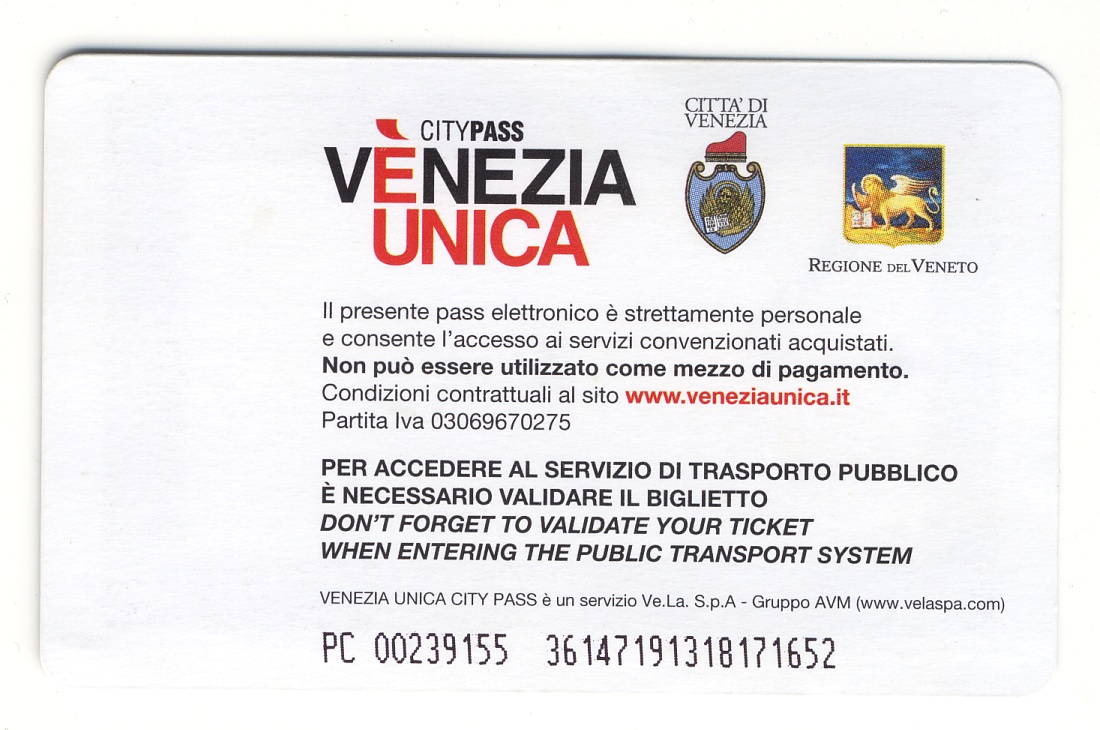 CITYPASS
VÈNEZIA
UNICA
CITTA' DI
VENEZIA
REGIONE DEL VENETO
Il presente pass elettronico è strettamente personale
e consente l'accesso ai servizi convenzionati acquistati.
Non può essere utilizzato come mezzo di pagamento.
Condizioni contrattuali al sito www.veneziaunica.it
Partita Iva 03069670275
PER ACCEDERE AL SERVIZIO DI TRASPORTO PUBBLICO
È NECESSARIO VALIDARE IL BIGLIETTO
DON'T FORGET TO VALIDATE YOUR TICKET
WHEN ENTERING THE PUBLIC TRANSPORT SYSTEM
VENEZIA UNICA CITY PASS è un servizio Ve.La. S.p.A - Gruppo AVM (www.velaspa.com)
PC 00239155 36147191318171652